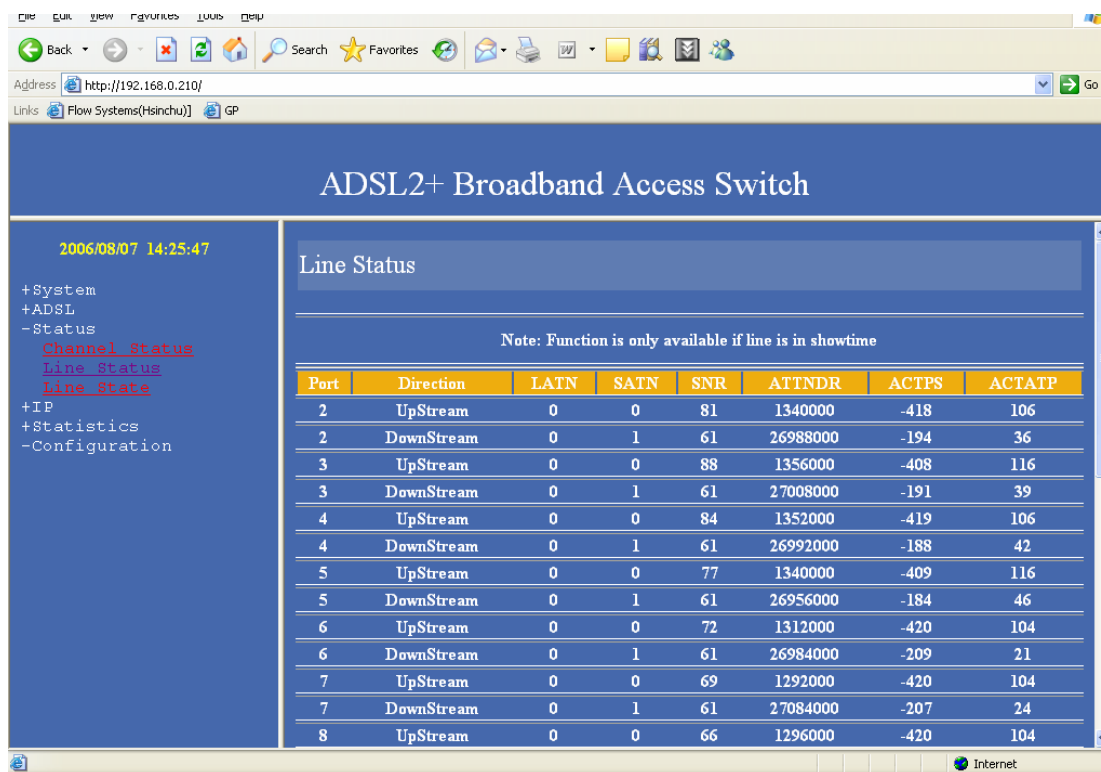 File Edit View Favorites Tools Help
Back Search Favorites
Address http://192.168.0.210/ Go
Links Flow Systems(Hsinchu)] GP
ADSL2+ Broadband Access Switch
2006/08/07 14:25:47
+System
+ADSL
-Status
Channel Status
Line Status
Line State
+IP
+Statistics
-Configuration
Line Status
Note: Function is only available if line is in showtime
Port Direction LATN SATN SNR ATTNDR ACTPS ACTATP
2 UpStream 0 0 81 1340000 -418 106
2 DownStream 0 1 61 26988000 -194 36
3 UpStream 0 0 88 1356000 -408 116
3 DownStream 0 1 61 27008000 -191 39
4 UpStream 0 0 84 1352000 -419 106
4 DownStream 0 1 61 26992000 -188 42
5 UpStream 0 0 77 1340000 -409 116
5 DownStream 0 1 61 26956000 -184 46
6 UpStream 0 0 72 1312000 -420 104
6 DownStream 0 1 61 26984000 -209 21
7 UpStream 0 0 69 1292000 -420 104
7 DownStream 0 1 61 27084000 -207 24
8 UpStream 0 0 66 1296000 -420 104
Internet